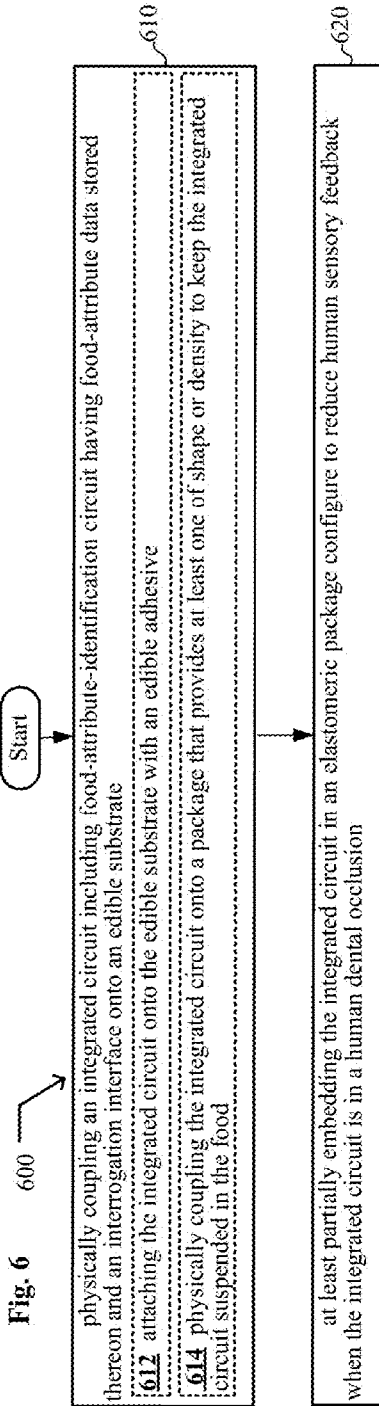 Fig. 6
600
Start
physically coupling an integrated circuit including food-attribute-identification circuit having food-attribute data stored
thereon and an interrogation interface onto an edible substrate
612 attaching the integrated circuit onto the edible substrate with an edible adhesive
614 physically coupling the integrated circuit onto a package that provides at least one of shape or density to keep the integrated
circuit suspended in the food
610
at least partially embedding the integrated circuit in an elastomeric package configure to reduce human sensory feedback
when the integrated circuit is in a human dental occlusion
620